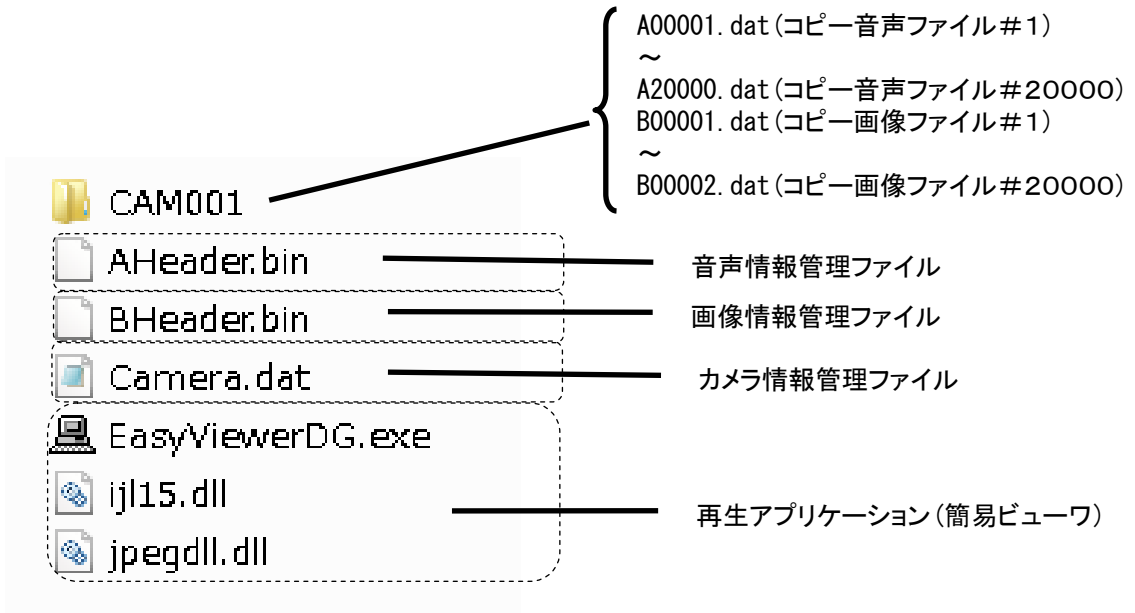 A00001.dat(コピー音声ファイル#1)
～
A20000.dat(コピー音声ファイル#20000)
B00001.dat(コピー画像ファイル#1)
～
B00002.dat(コピー画像ファイル#20000)
CAM001
AHeader.bin
音声情報管理ファイル
BHeader.bin
画像情報管理ファイル
Camera.dat
カメラ情報管理ファイル
EasyViewerDG.exe
ijl15.dll
再生アプリケーション(簡易ビューワ)
jpegdll.dll